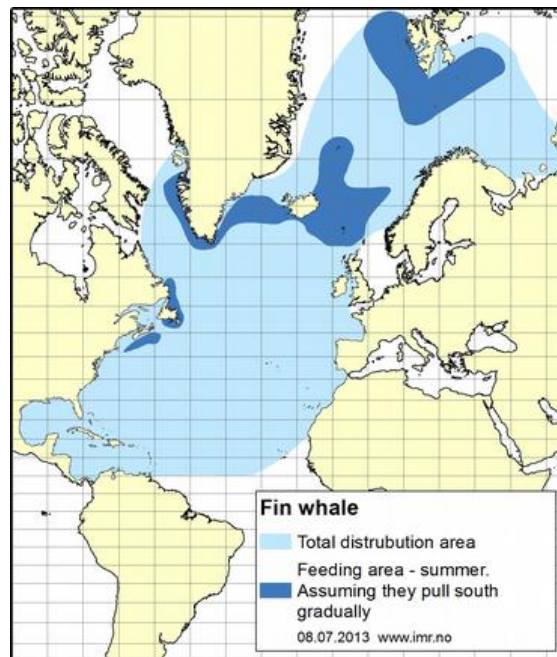 Fin whale
Total distrubution area
Feeding area - summer.
Assuming they pull south
gradually
08.07.2013 www.imr.no